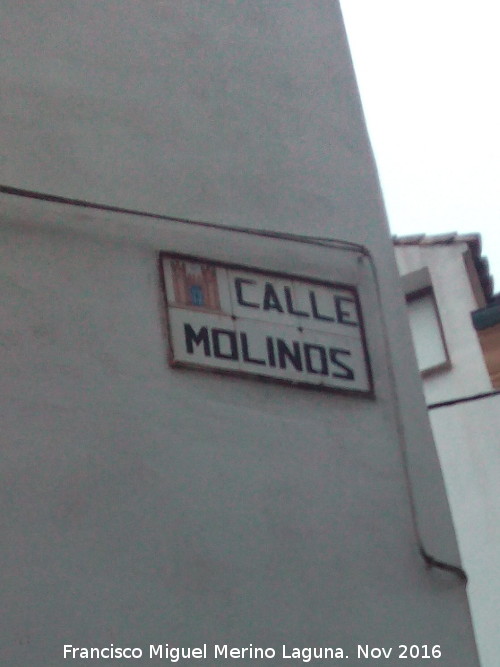 CALLE
MOLINOS
Francisco Miguel Merino Laguna. Nov 2016